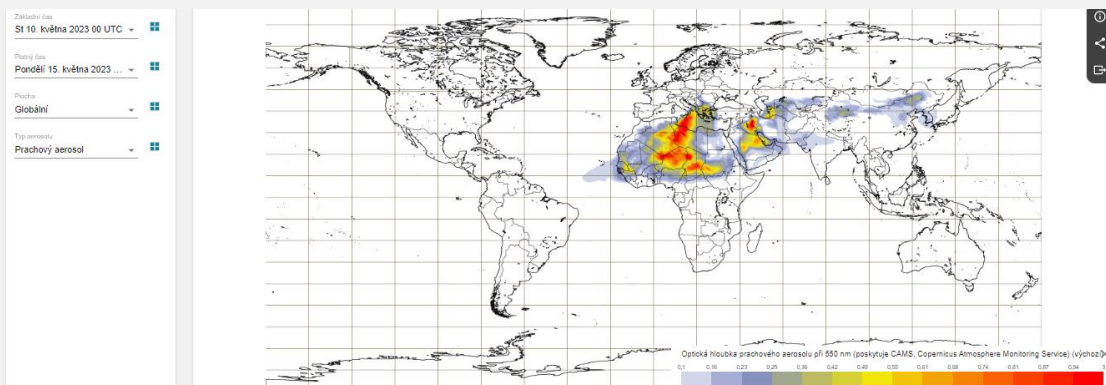 Základní čas
St 10. května 2023 00 UTC
Platný čas
Pondělí 15. května 2023 ...
Plocha
Globální
Typ aerosolu
Prachový aerosol
Optická hloubka prachového aerosolu při 550 nm (poskytuje CAMS, Copernicus Atmosphere Monitoring Service) (výchozí)
0,1 0,16 0,23 0,29 0,36 0,42 0,49 0,55 0,61 0,68 0,74 0,81 0,87 0,94 3